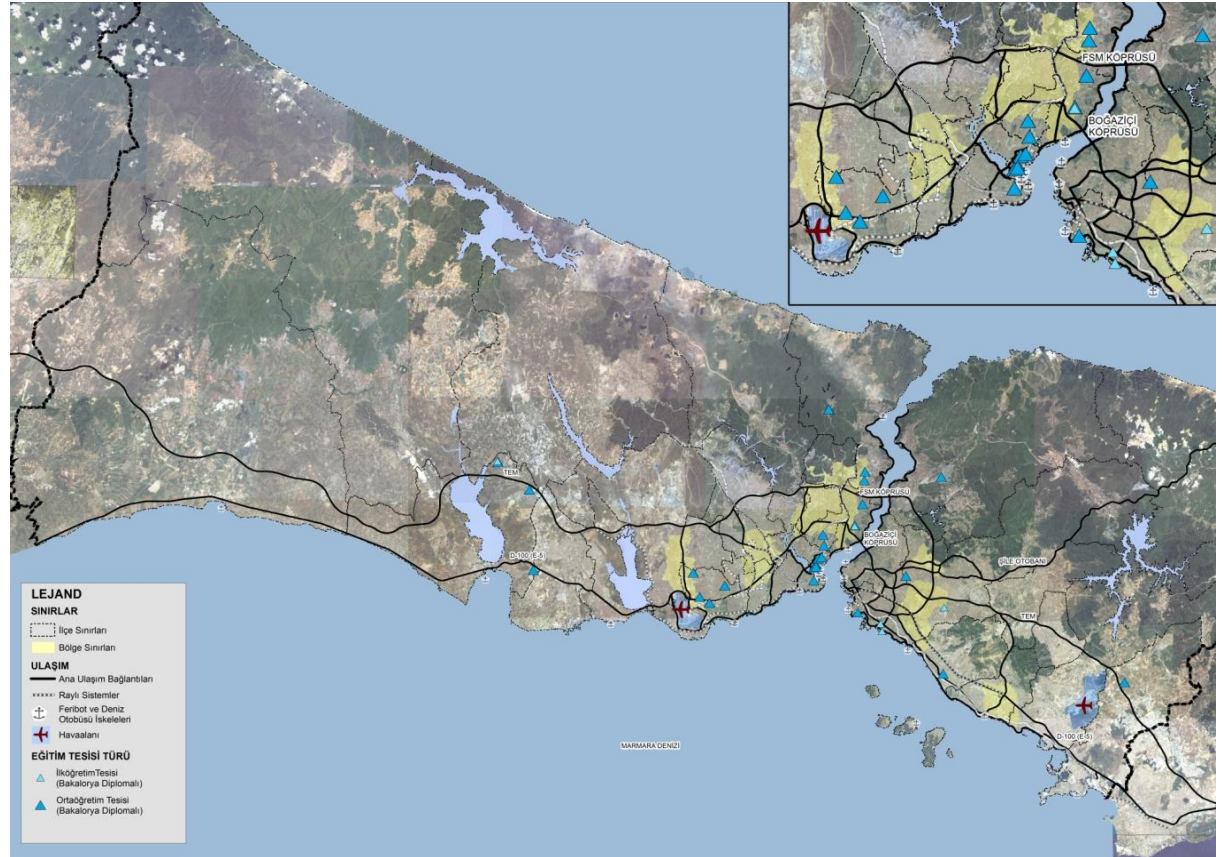 FSM KÖPRÜSÜ
BOĞAZİÇİ
KÖPRÜSÜ
TEM
FSM KÖPRÜSÜ
BOĞAZİÇİ
KÖPRÜSÜ
D-100 (E-5)
ŞİLE OTOBANI
TEM
D-100 (E-5)
MARMARA DENİZİ
LEJAND
SINIRLAR
İlçe Sınırları
Bölge Sınırları
ULAŞIM
Ana Ulaşım Bağlantıları
Raylı Sistemler
Feribot ve Deniz
Otobüsü İskeleleri
Havaalanı
EĞİTİM TESİSİ TÜRÜ
İlköğretimTesisi
(Bakalorya Diplomalı)
Ortaöğretim Tesisi
(Bakalorya Diplomalı)